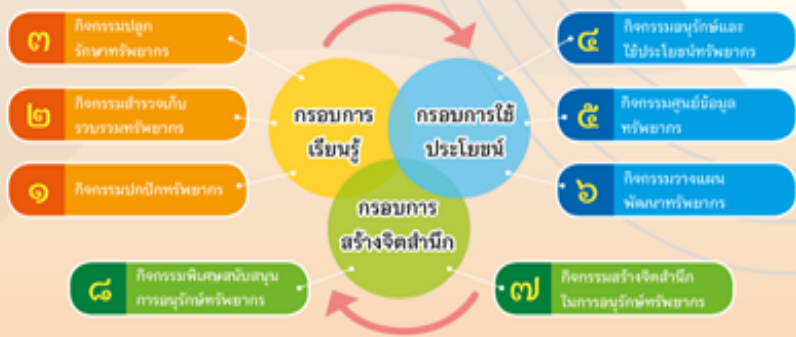 ๓
กิจกรรมปลูก
รักษาทรัพยากร
๒
กิจกรรมสำรวจเก็บ
รวบรวมทรัพยากร
๑
กิจกรรมปกปักทรัพยากร
กรอบการ
เรียนรู้
กรอบการใช้
ประโยชน์
กรอบการ
สร้างจิตสำนึก
๔
กิจกรรมอนุรักษ์และ
ใช้ประโยชน์ทรัพยากร
๕
กิจกรรมศูนย์ข้อมูล
ทรัพยากร
๖
กิจกรรมวางแผน
พัฒนาทรัพยากร
๘
กิจกรรมพิเศษสนับสนุน
การอนุรักษ์ทรัพยากร
๗
กิจกรรมสร้างจิตสำนึก
ในการอนุรักษ์ทรัพยากร